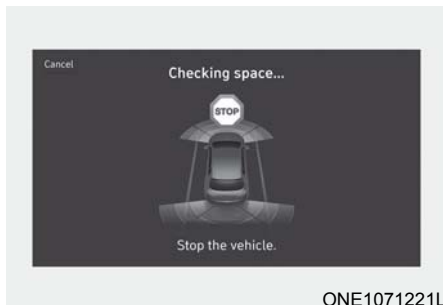 Cancel
Checking space...
STOP
Stop the vehicle.
ONE1071221L